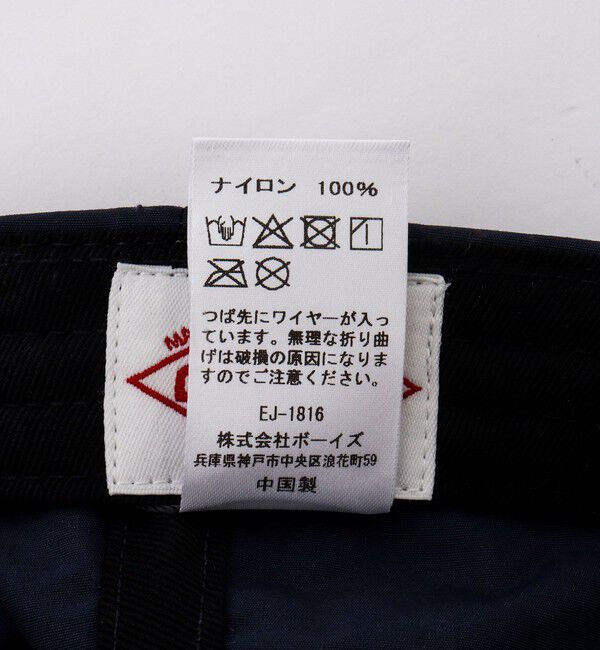 ナイロン 100%
つば先にワイヤーが入っ
ています。無理な折り曲
げは破損の原因になりま
すのでご注意ください。
EJ-1816
株式会社ボーイズ
兵庫県神戸市中央区浪花町59
中国製